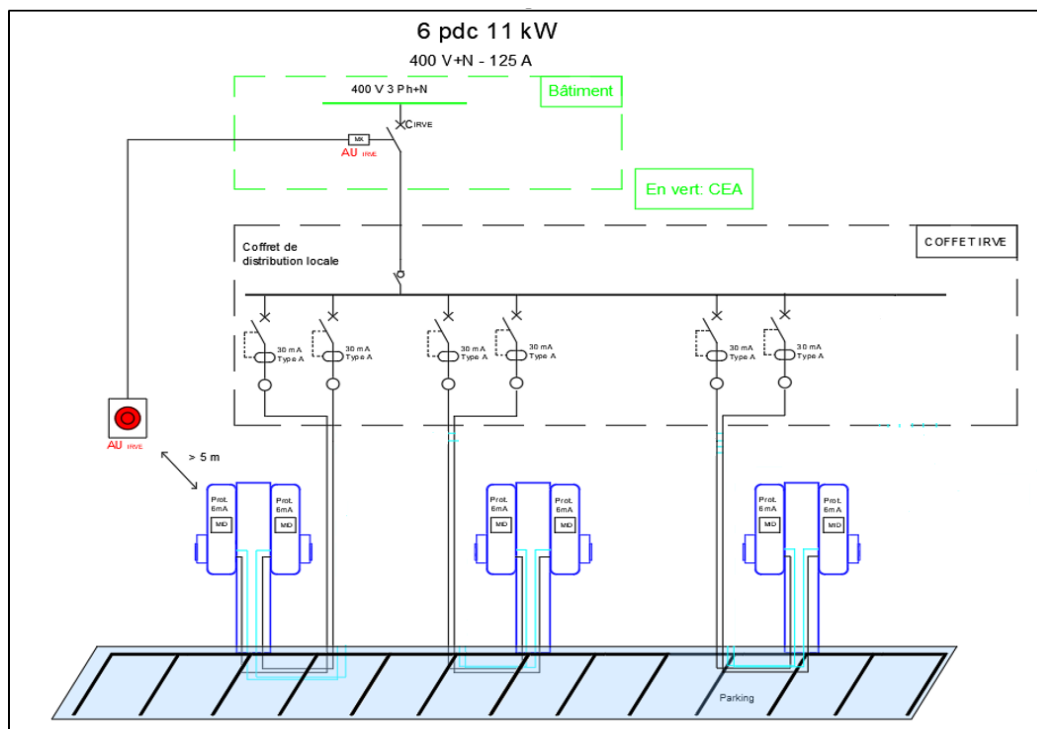 6 pdc 11 kW
400 V+N - 125 A
400 V 3 Ph+N
Bâtiment
CIRVE
MX
AU IRVE
En vert: CEA
Coffret de
distribution locale
COFFET IRVE
30 mA
Type A
30 mA
Type A
30 mA
Type A
30 mA
Type A
30 mA
Type A
30 mA
Type A
AU IRVE
> 5 m
Prot.
6mA
MID
Prot.
6mA
MID
Prot.
6mA
MID
Prot.
6mA
MID
Prot.
6mA
MID
Prot.
6mA
MID
Parking